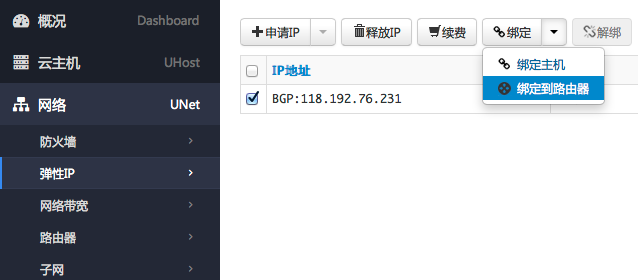 概况 Dashboard
云主机 UHost
网络 UNet
防火墙
弹性IP
网络带宽
路由器
子网
申请IP 释放IP 续费 绑定 解绑
绑定主机
绑定到路由器
IP地址
BGP:118.192.76.231